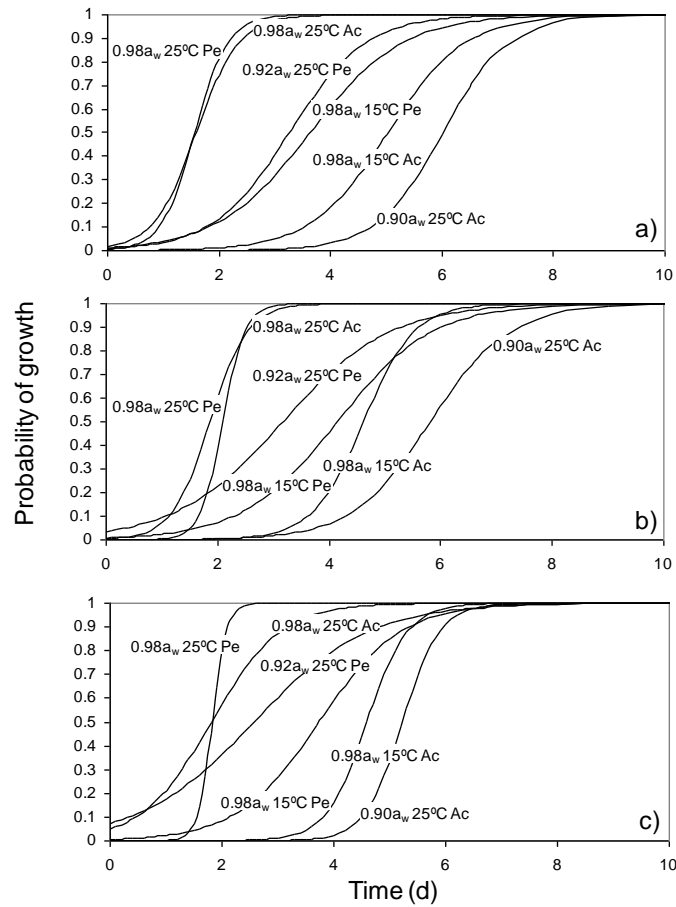 1
0.9
0.8
0.7
0.6
0.5
0.4
0.3
0.2
0.1
0
0.98aw 25ºC Pe
0.98aw 25ºC Ac
0.92aw 25ºC Pe
0.98aw 15ºC Pe
0.98aw 15ºC Ac
0.90aw 25ºC Ac
a)
0 2 4 6 8 10
Probability of growth
1
0.9
0.8
0.7
0.6
0.5
0.4
0.3
0.2
0.1
0
0.98aw 25ºC Ac
0.90aw 25ºC Ac
0.92aw 25ºC Pe
0.98aw 25ºC Pe
0.98aw 15ºC Ac
0.98aw 15ºC Pe
b)
0 2 4 6 8 10
1
0.9
0.8
0.7
0.6
0.5
0.4
0.3
0.2
0.1
0
0.98aw 25ºC Ac
0.98aw 25ºC Pe
0.92aw 25ºC Pe
0.98aw 15ºC Ac
0.98aw 15ºC Pe
0.90aw 25ºC Ac
c)
0 2 4 6 8 10
Time (d)